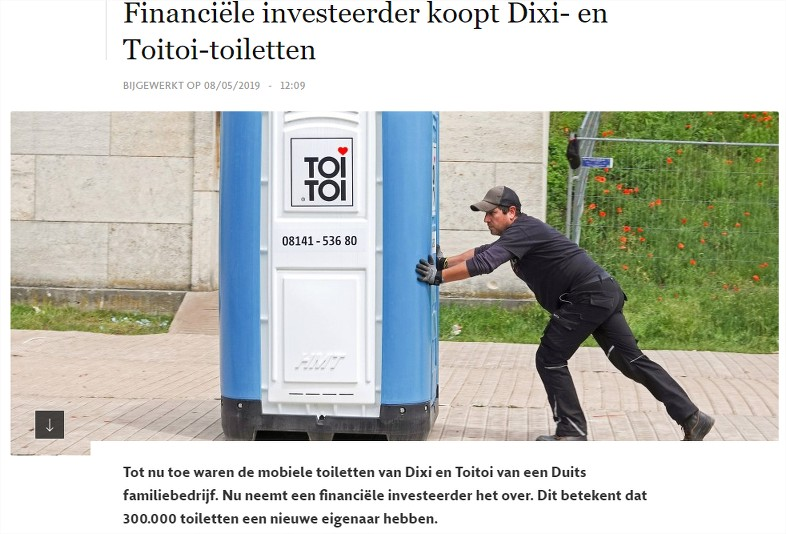 Financiële investeerder koopt Dixi- en
Toitoi-toiletten
BIJGEWERKT OP 08/05/2019 - 12:09
TOI
TOI
®
08141 - 536 80
HMT
Tot nu toe waren de mobiele toiletten van Dixi en Toitoi van een Duits
familiebedrijf. Nu neemt een financiële investeerder het over. Dit betekent dat
300.000 toiletten een nieuwe eigenaar hebben.